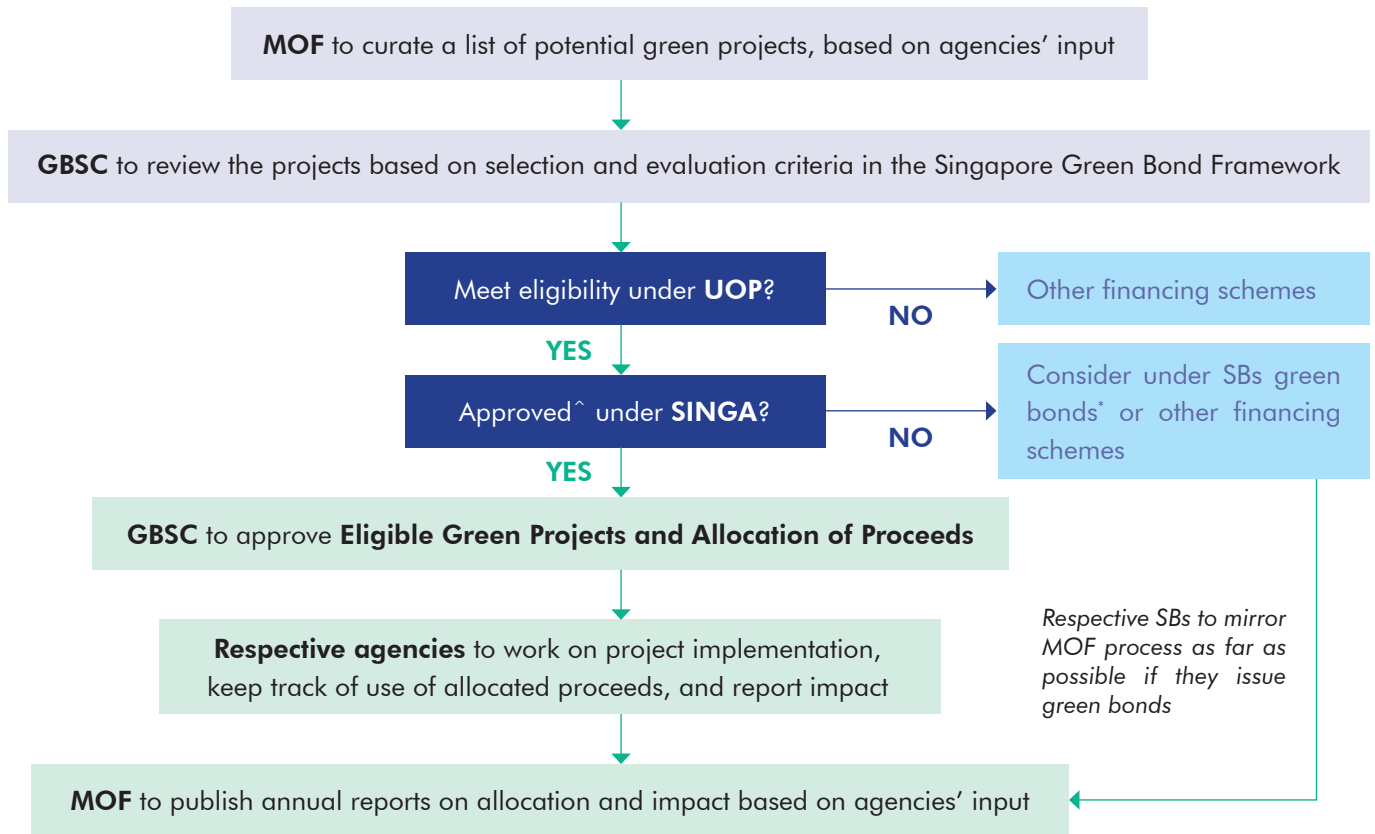 MOF to curate a list of potential green projects, based on agencies’ input
GBSC to review the projects based on selection and evaluation criteria in the Singapore Green Bond Framework
Meet eligibility under UOP?
NO
Other financing schemes
YES
Approved^ under SINGA?
NO
Consider under SBs green
bonds* or other financing
schemes
YES
GBSC to approve Eligible Green Projects and Allocation of Proceeds
Respective agencies to work on project implementation,
keep track of use of allocated proceeds, and report impact
Respective SBs to mirror
MOF process as far as
possible if they issue
green bonds
MOF to publish annual reports on allocation and impact based on agencies’ input